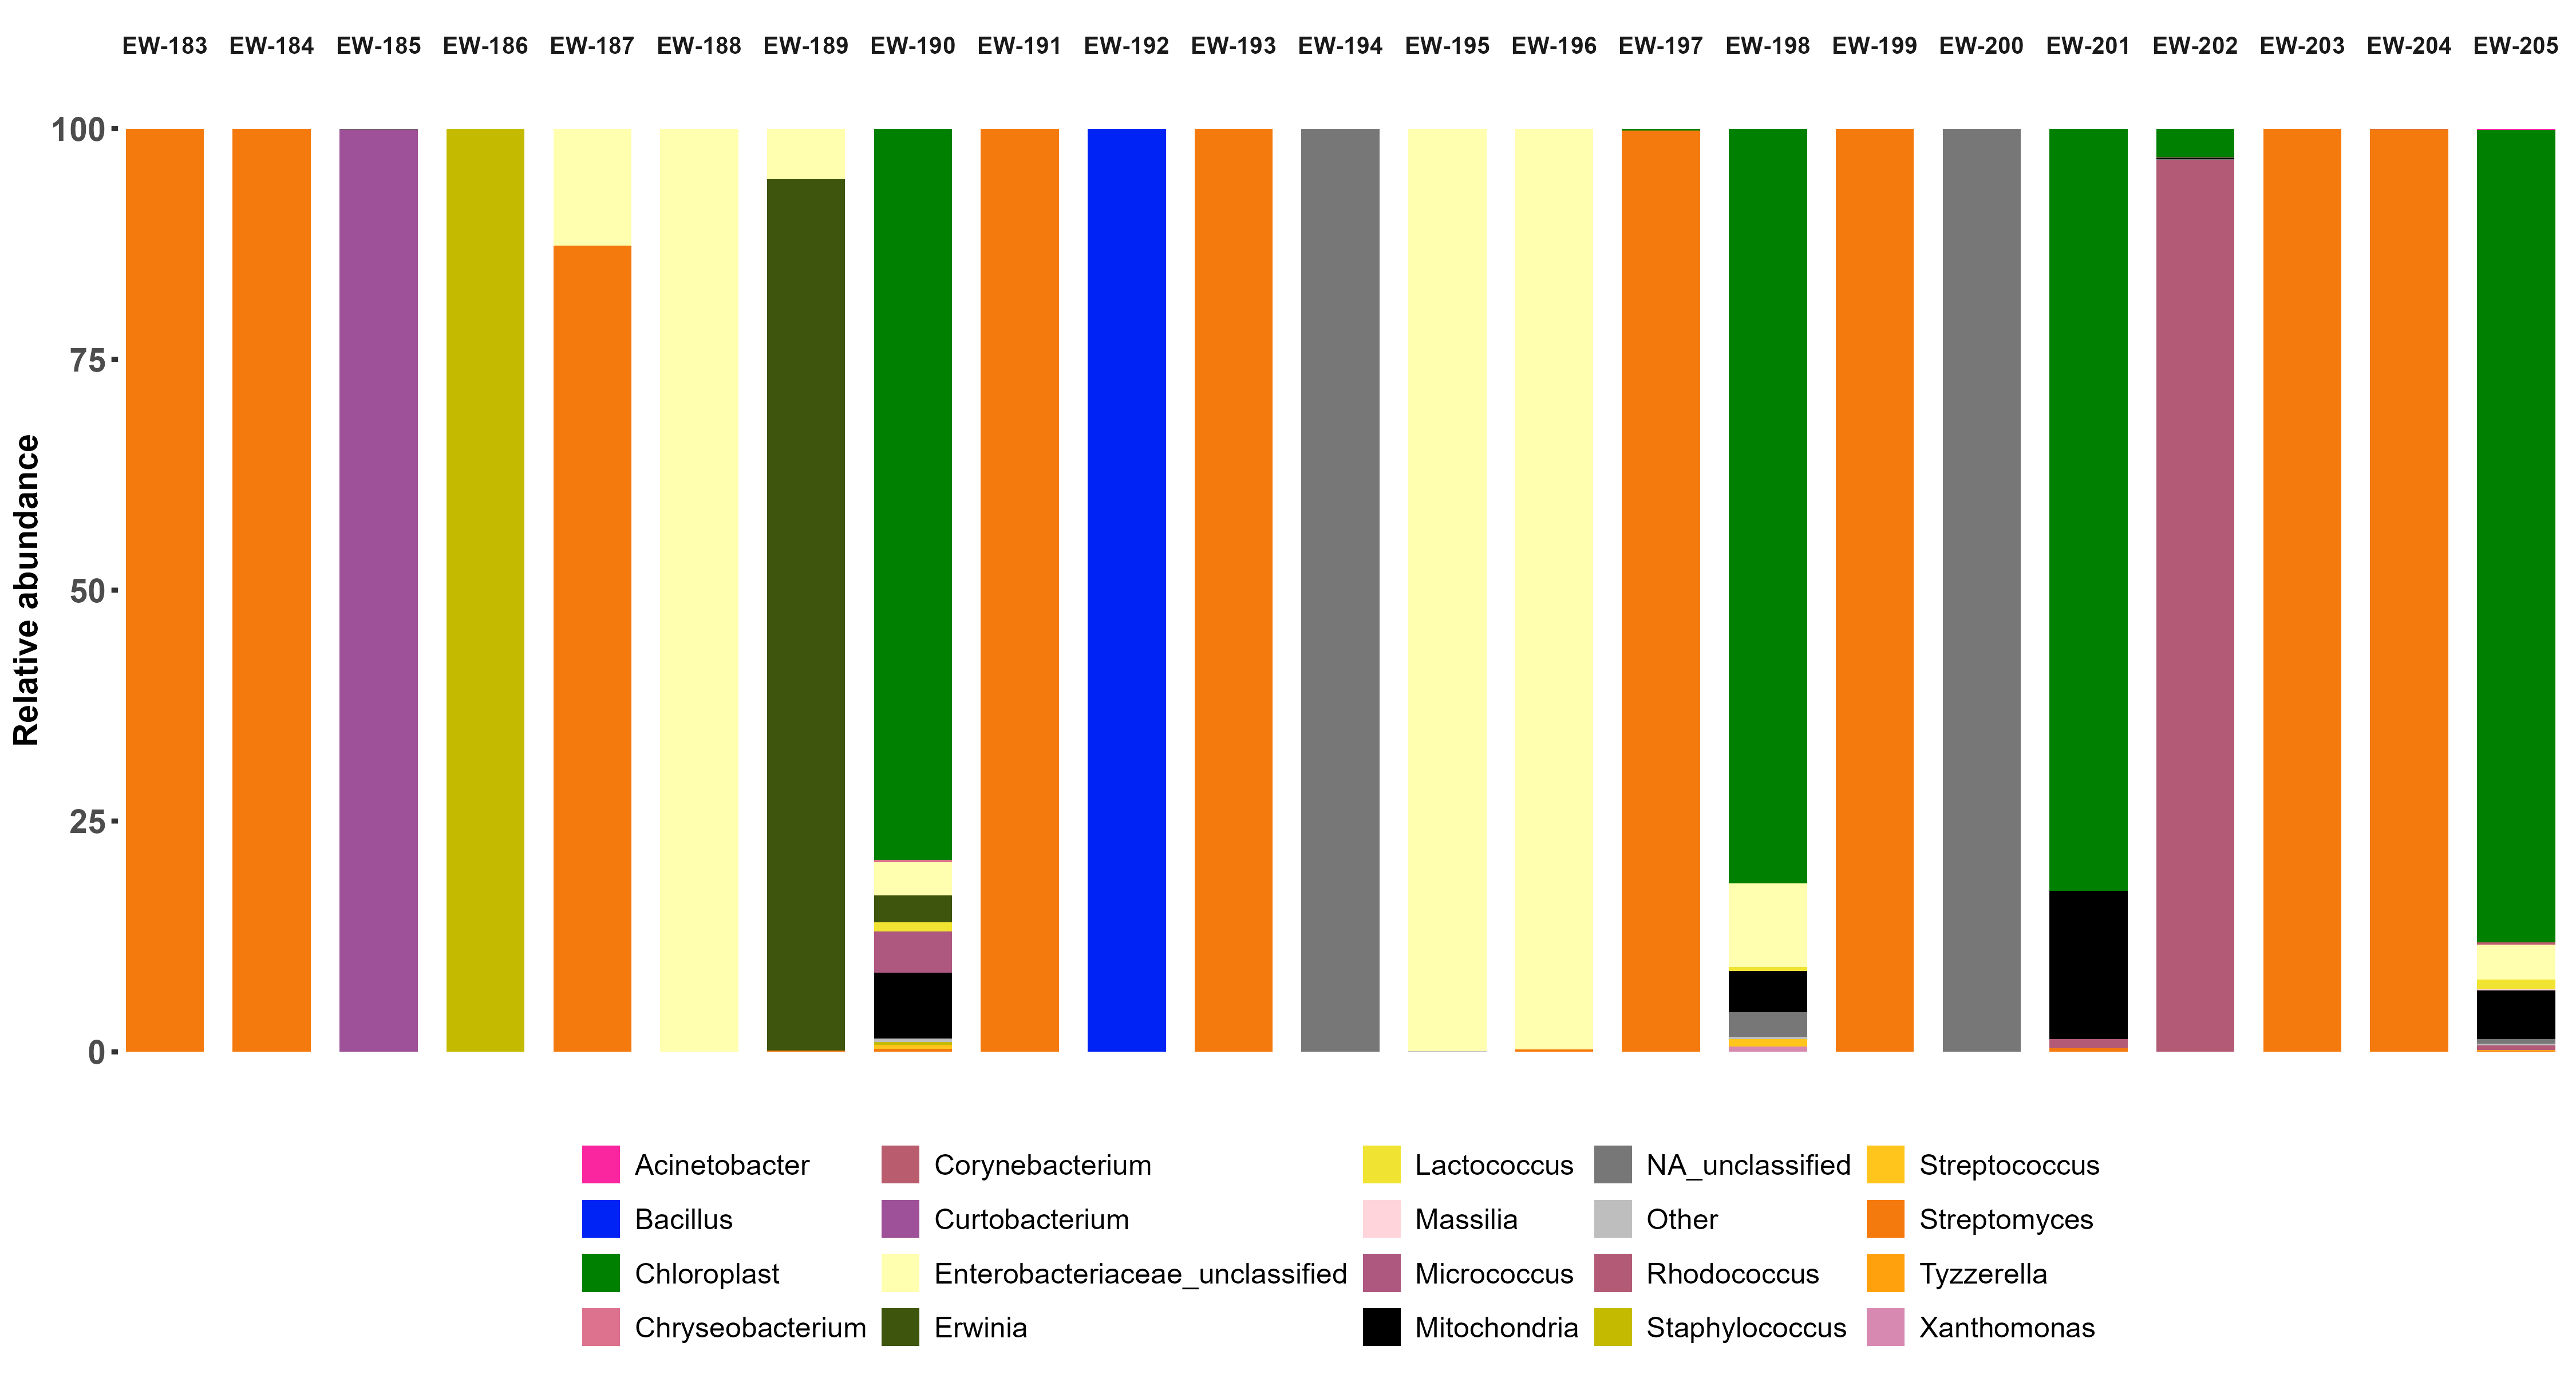 EW-183 EW-184 EW-185 EW-186 EW-187 EW-188 EW-189 EW-190 EW-191 EW-192 EW-193 EW-194 EW-195 EW-196 EW-197 EW-198 EW-199 EW-200 EW-201 EW-202 EW-203 EW-204 EW-205
100
75
50
25
0
Relative abundance
Acinetobacter Corynebacterium Lactococcus NA_unclassified Streptococcus
Bacillus Curtobacterium Massilia Other Streptomyces
Chloroplast Enterobacteriaceae_unclassified Micrococcus Rhodococcus Tyzzerella
Chryseobacterium Erwinia Mitochondria Staphylococcus Xanthomonas